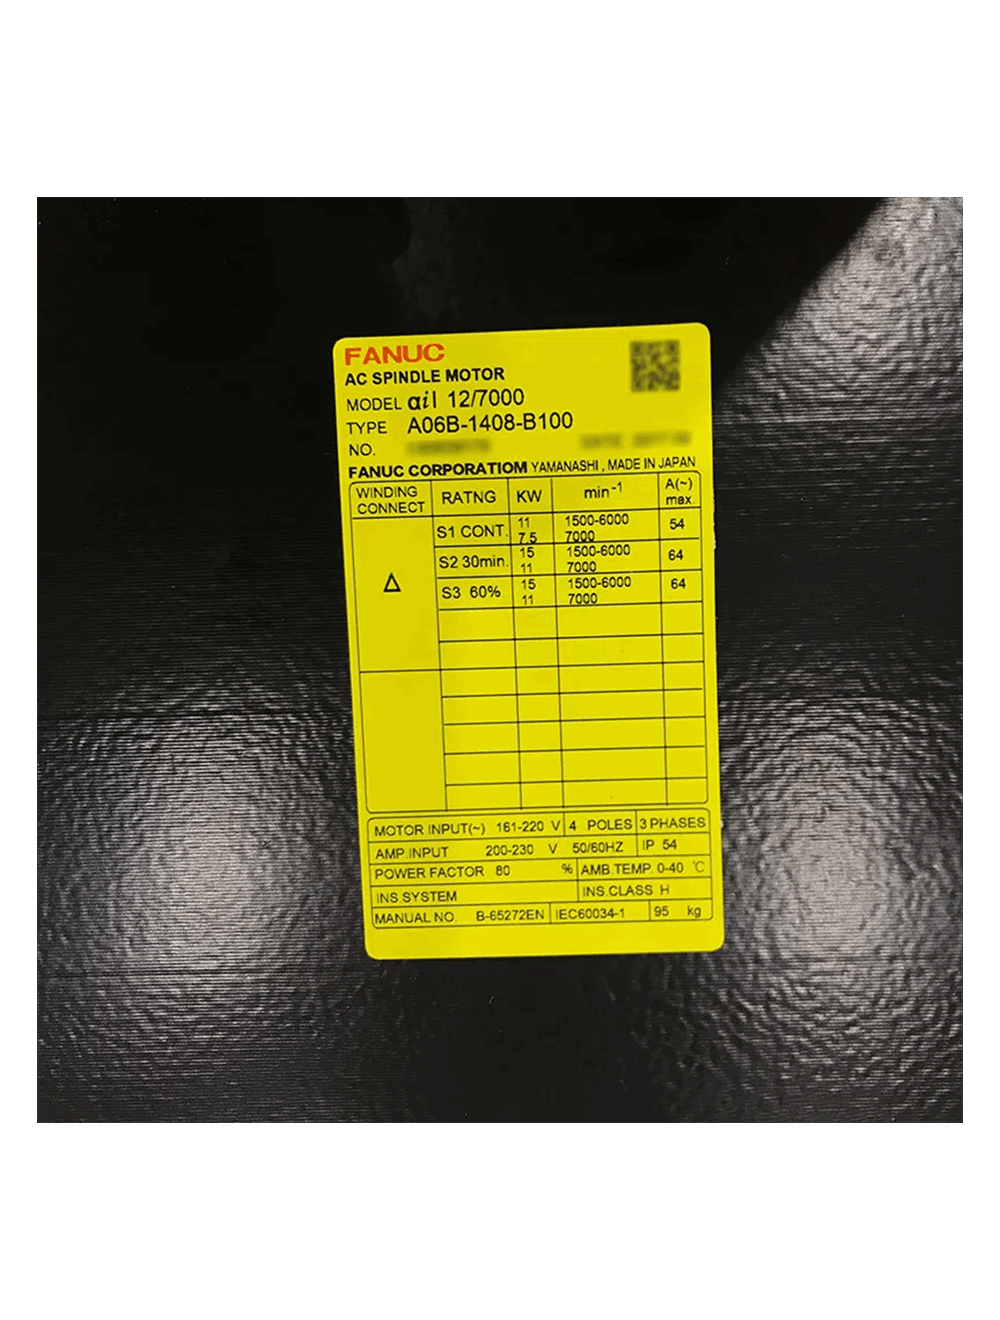 FANUC
AC SPINDLE MOTOR
MODEL αiI 12/7000
TYPE A06B-1408-B100
NO.
FANUC CORPORATIOM YAMANASHI , MADE IN JAPAN
WINDING CONNECT RATNG KW min-1 A(~) max.
Δ
S1 CONT. 11 1500-6000 54
7.5 7000
S2 30min. 15 1500-6000 64
11 7000
S3 60% 15 1500-6000 64
11 7000
MOTOR INPUT(~) 161-220 V 4 POLES 3 PHASES
AMP.INPUT 200-230 V 50/60HZ IP 54
POWER FACTOR 80 % AMB.TEMP. 0-40 ℃
INS SYSTEM INS.CLASS H
MANUAL NO. B-65272EN IEC60034-1 95 kg